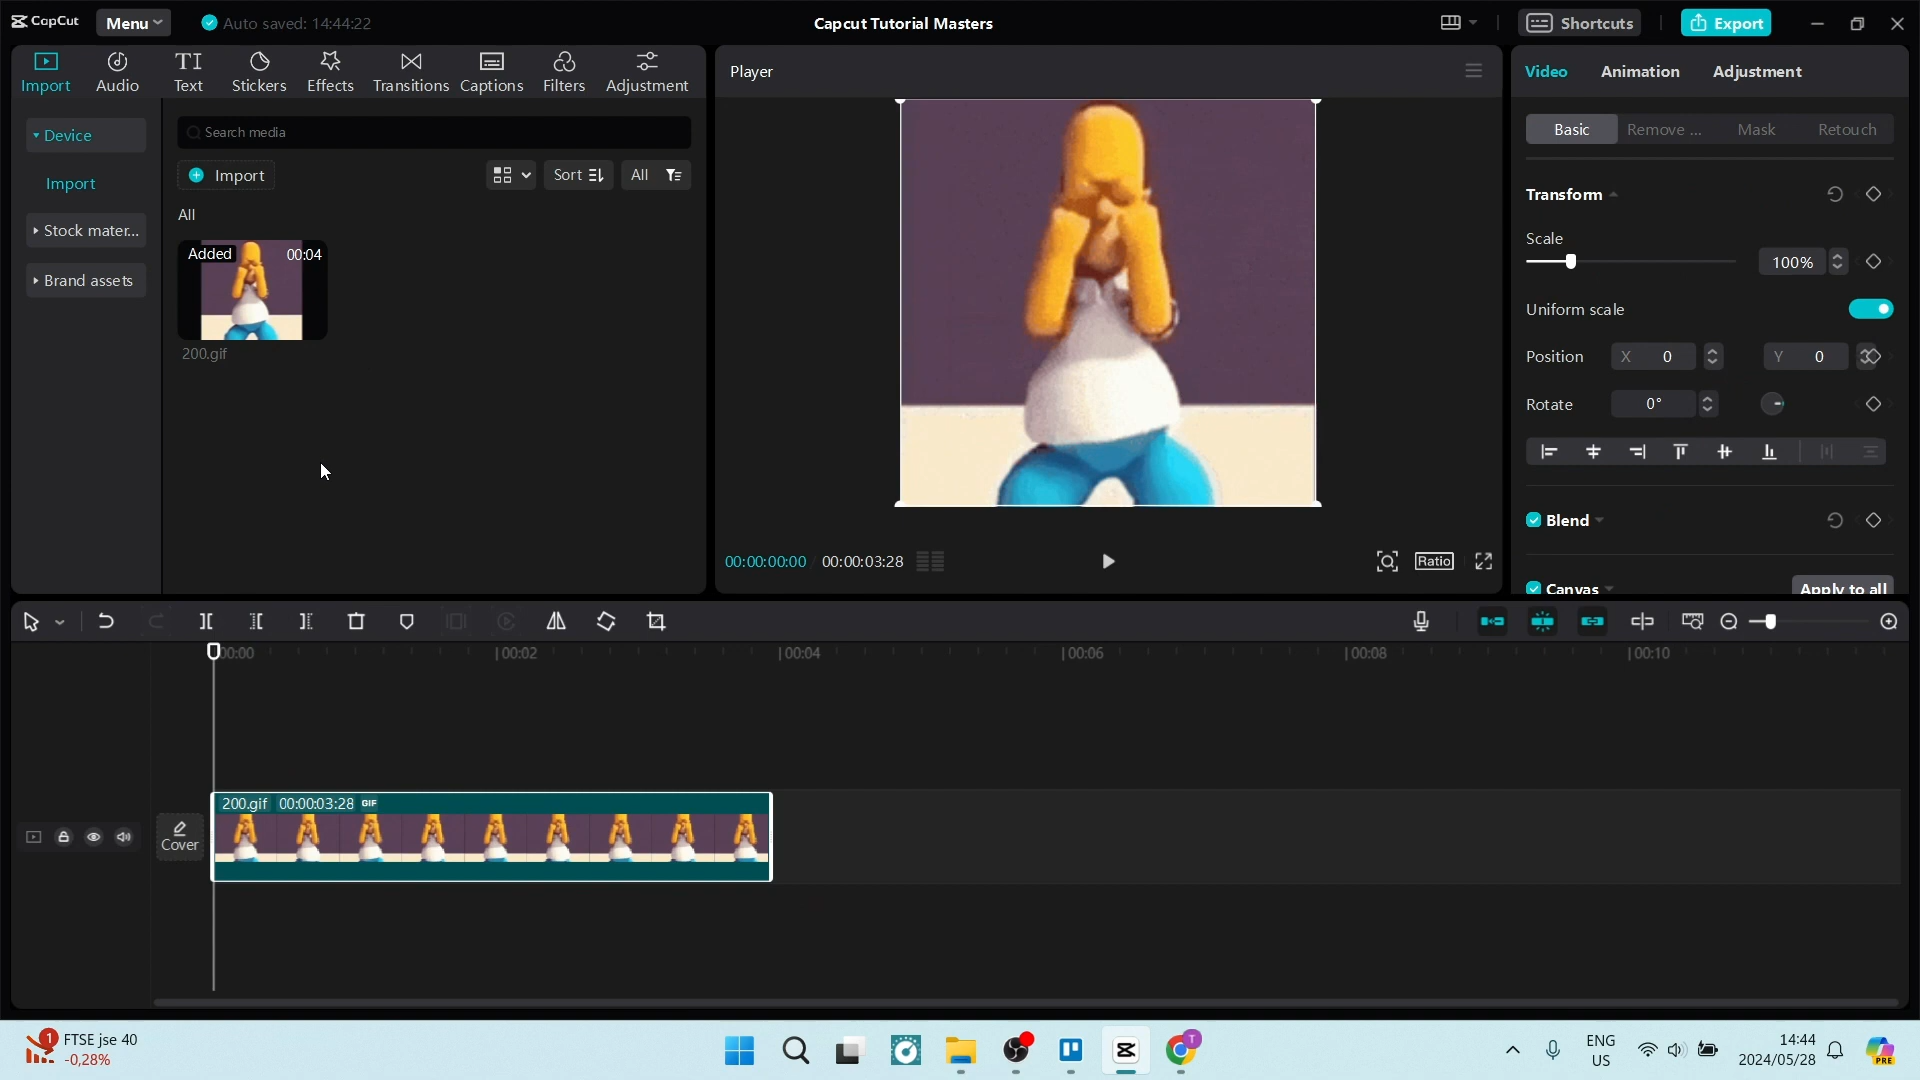 CapCut
Menu
Auto saved: 14:44:22
Capcut Tutorial Masters
Shortcuts
Export
Import
Audio
TI
Text
Stickers
Effects
Transitions
Captions
Filters
Adjustment
Player
Video
Animation
Adjustment
Device
Search media
Basic
Remove ...
Mask
Retouch
Import
Import
Sort
All
Transform
All
Stock mater...
Scale
Added
00:04
100%
Brand assets
Uniform scale
200.gif
Position
X
0
Y
0
Rotate
0°
Blend
00:00:00:00
00:00:03:28
Ratio
Canvas
Apply to all
00:00
00:02
00:04
00:06
00:08
00:10
200.gif
00:00:03:28
GIF
Cover
1
FTSE jse 40
-0,28%
T
ENG
US
14:44
2024/05/28
PRE